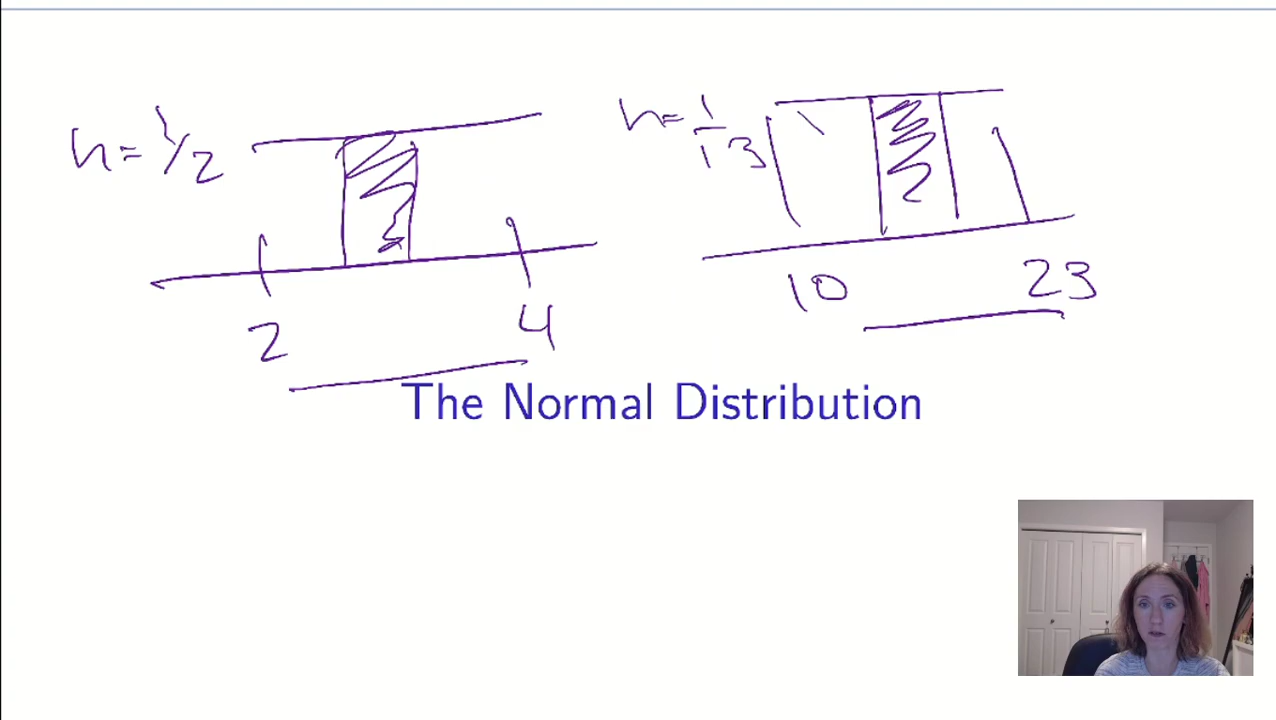 h = 1/2
2
4
h = 1/13
10
23
The Normal Distribution